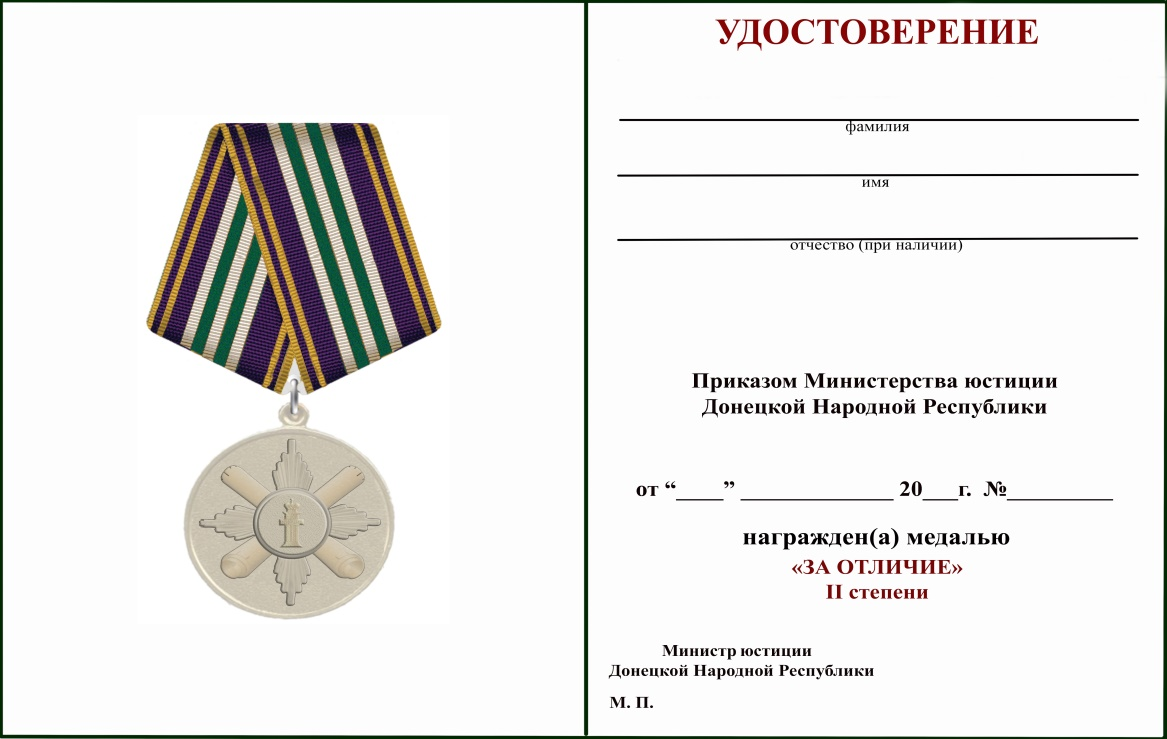 УДОСТОВЕРЕНИЕ
фамилия
имя
отчество (при наличии)
Приказом Министерства юстиции
Донецкой Народной Республики
от “____” _____________ 20___г. №_________
награжден(а) медалью
«ЗА ОТЛИЧИЕ»
II степени
Министр юстиции
Донецкой Народной Республики
М. П.